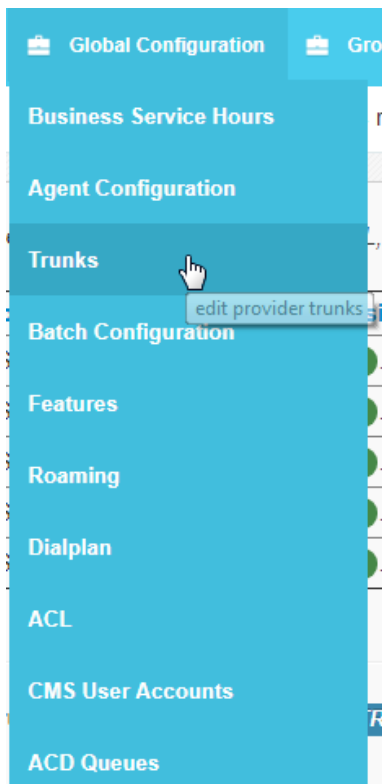 Global Configuration
Gro
Business Service Hours
Agent Configuration
Trunks
edit provider trunks
Batch Configuration
Features
Roaming
Dialplan
ACL
CMS User Accounts
ACD Queues